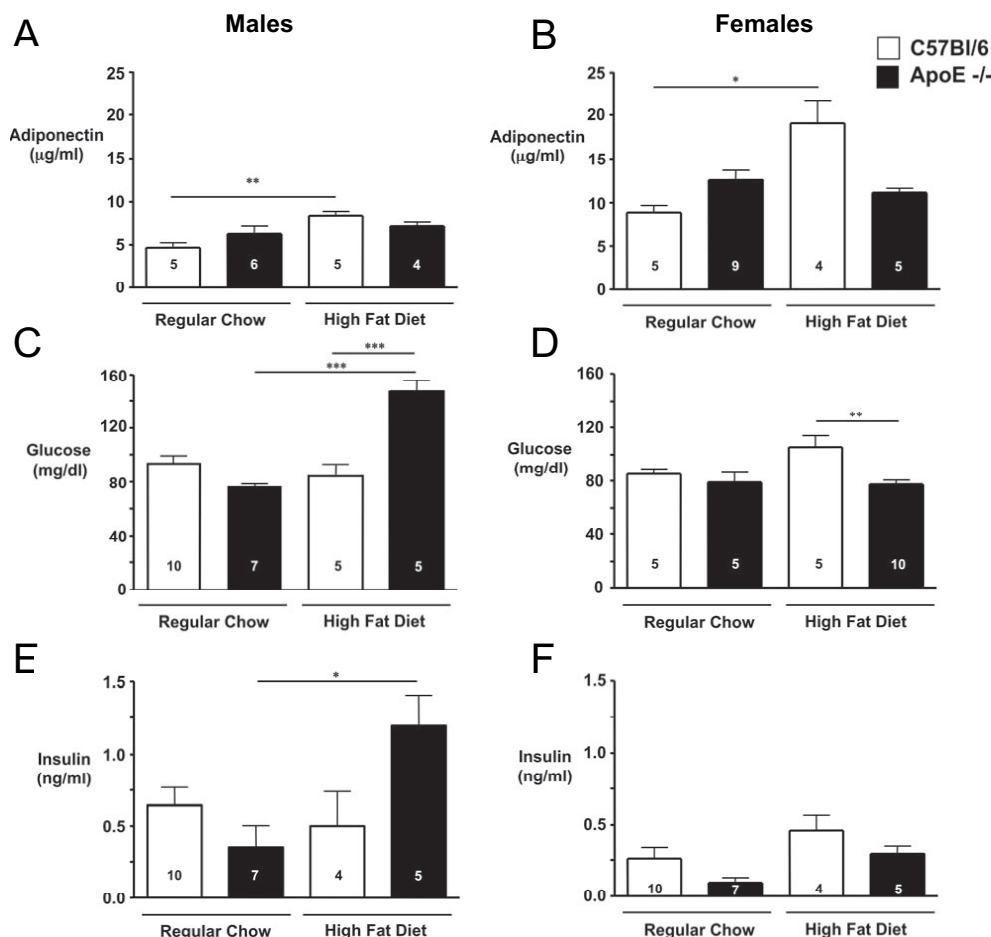 Males
Females
C57Bl/6
ApoE -/-
A
25
20
15
10
5
0
Adiponectin
(µg/ml)
**
5
6
5
4
Regular Chow
High Fat Diet
B
25
20
15
10
5
0
Adiponectin
(µg/ml)
*
5
9
4
5
Regular Chow
High Fat Diet
C
160
120
80
40
0
Glucose
(mg/dl)
***
***
10
7
5
5
Regular Chow
High Fat Diet
D
160
120
80
40
0
Glucose
(mg/dl)
**
5
5
5
10
Regular Chow
High Fat Diet
E
1.5
1.0
0.5
0.0
Insulin
(ng/ml)
*
10
7
4
5
Regular Chow
High Fat Diet
F
1.5
1.0
0.5
0.0
Insulin
(ng/ml)
10
7
4
5
Regular Chow
High Fat Diet